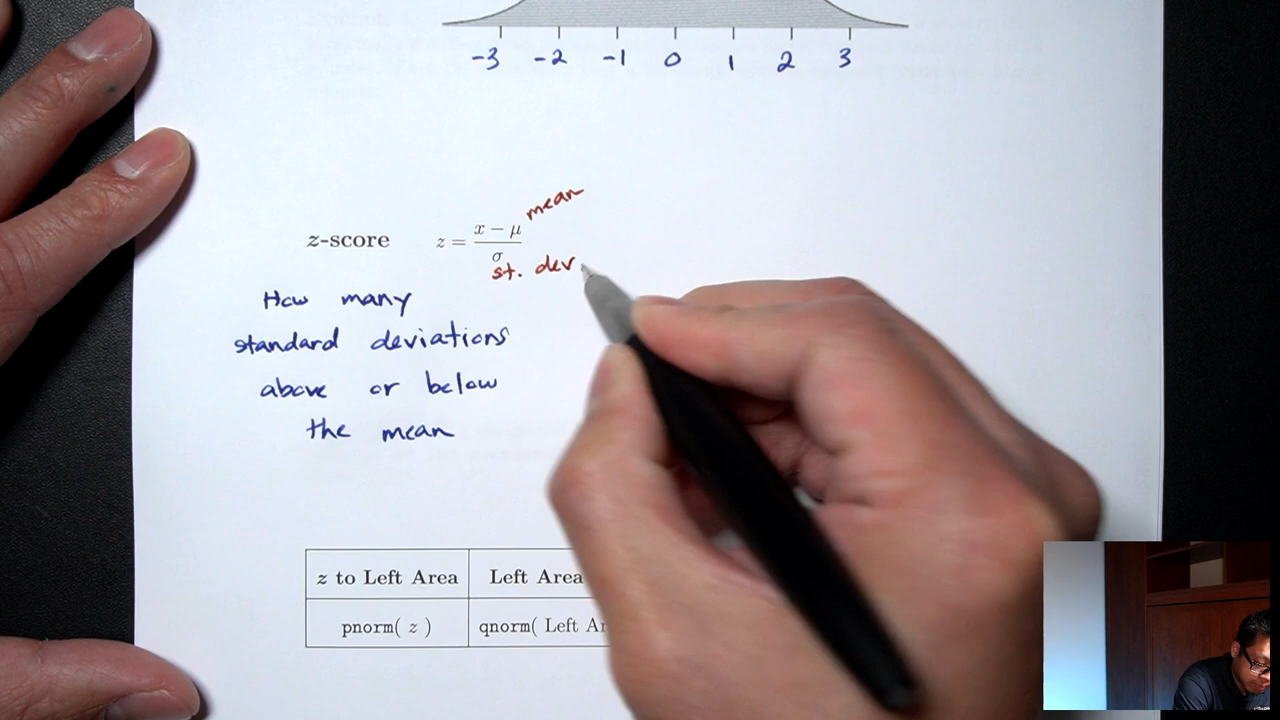 -3 -2 -1 0 1 2 3
mean
z-score z = \frac{x - μ}{σ}
st. dev
How many
standard deviations
above or below
the mean
z to Left Area Left Area
pnorm( z ) qnorm( Left